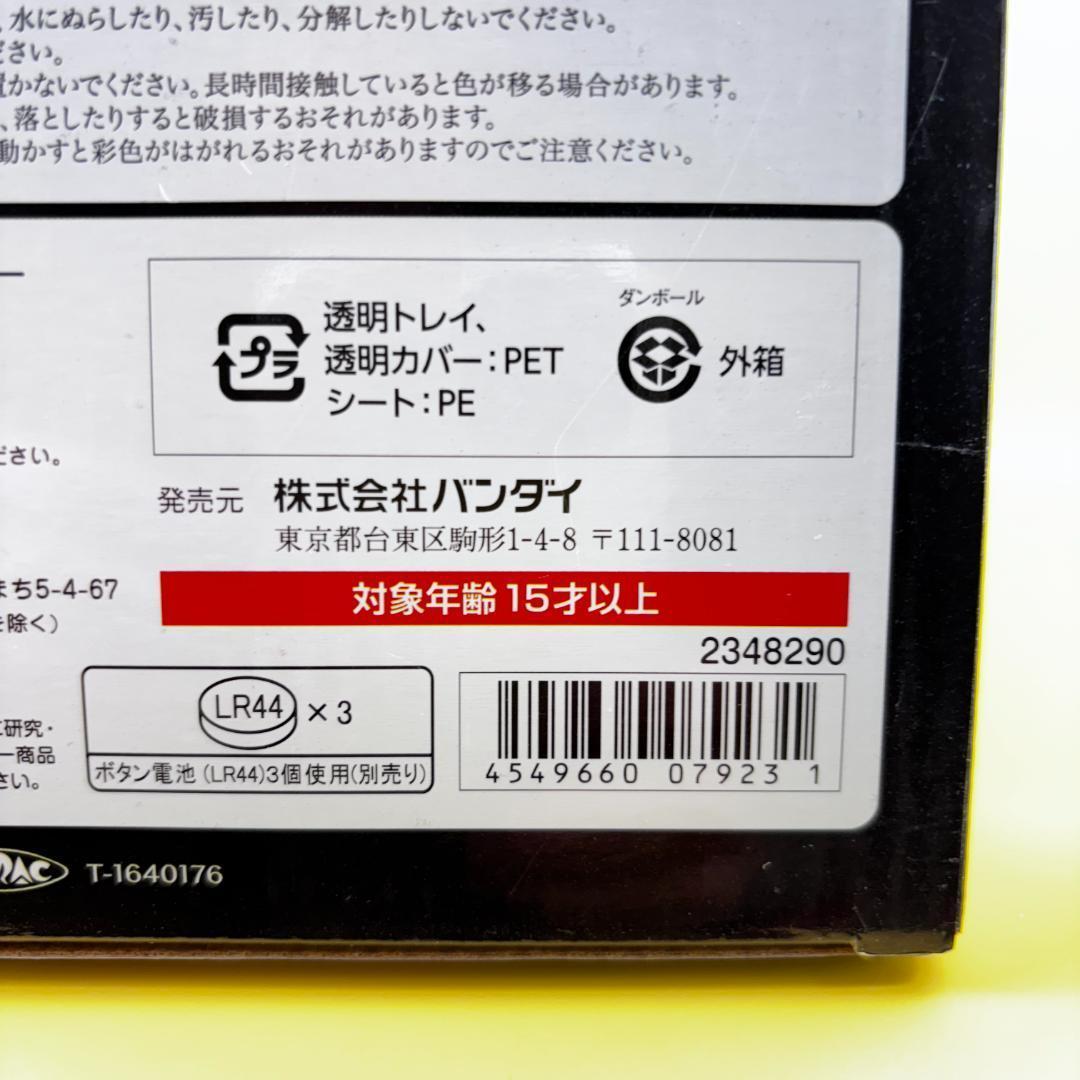 、水にぬらしたり、汚したり、分解したりしないでください。
ださい。
置かないでください。長時間接触していると色が移る場合があります。
、落としたりすると破損するおそれがあります。
動かすと彩色がはがれるおそれがありますのでご注意ください。
プラ
透明トレイ、
透明カバー：PET
シート：PE
ダンボール
外箱
ださい。
発売元 株式会社バンダイ
東京都台東区駒形1-4-8 〒111-8081
まち5-4-67
を除く）
対象年齢15才以上
2348290
研究・
ー商品
さい。
LR44 ×3
ボタン電池(LR44)3個使用(別売り)
4549660 079231
T-1640176